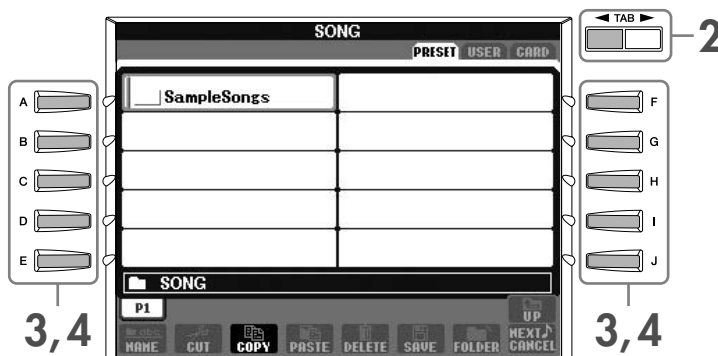 SONG
◄ TAB ►
2
PRESET USER CARD
A
SampleSongs
F
B
G
C
H
D
I
E
J
SONG
P1
UP
3,4
NAME CUT COPY PASTE DELETE SAVE FOLDER NEXT♪ CANCEL
3,4